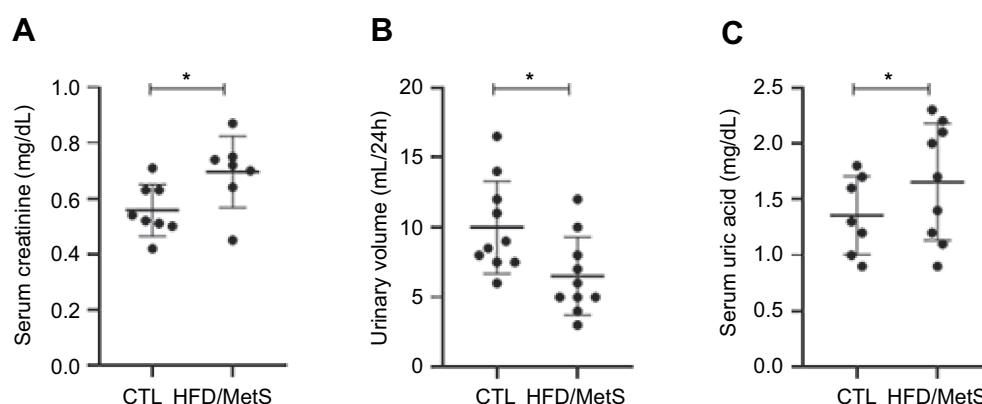 A
Serum creatinine (mg/dL)
1.0
0.8
0.6
0.4
0.2
0.0
*
CTL HFD/MetS
B
Urinary volume (mL/24h)
20
15
10
5
0
*
CTL HFD/MetS
C
Serum uric acid (mg/dL)
2.5
2.0
1.5
1.0
0.5
0.0
*
CTL HFD/MetS